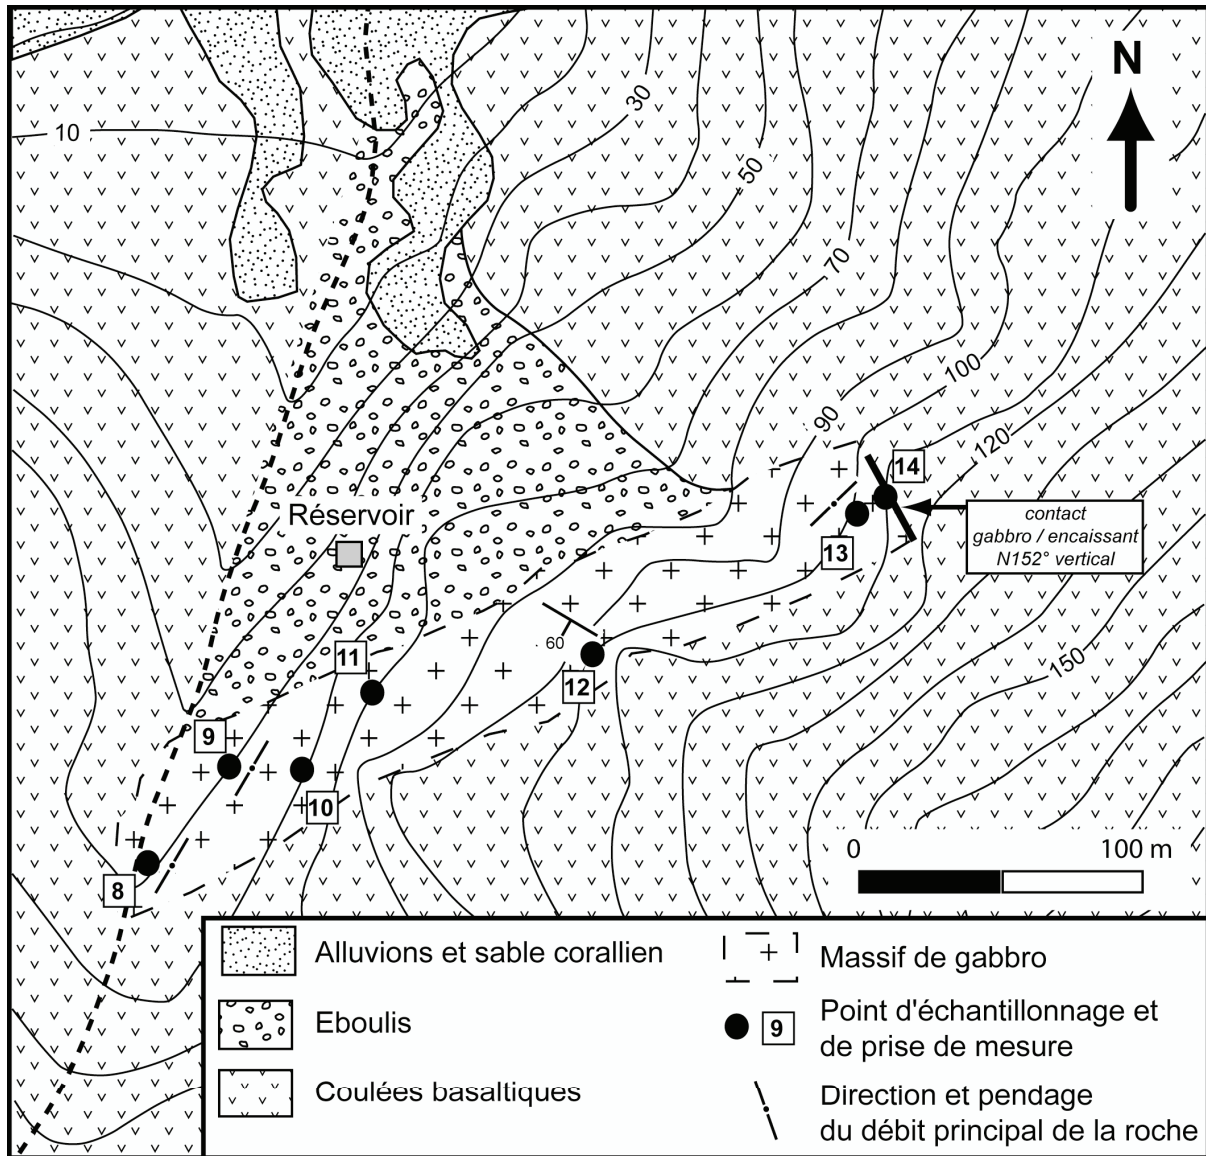 N
10
30
50
70
100
90
120
14
contact
gabbro / encaissant
N152° vertical
13
Réservoir
60
11
12
150
9
10
8
0 100 m
Alluvions et sable corallien
Eboulis
Coulées basaltiques
Massif de gabbro
9
Point d'échantillonnage et
de prise de mesure
Direction et pendage
du débit principal de la roche